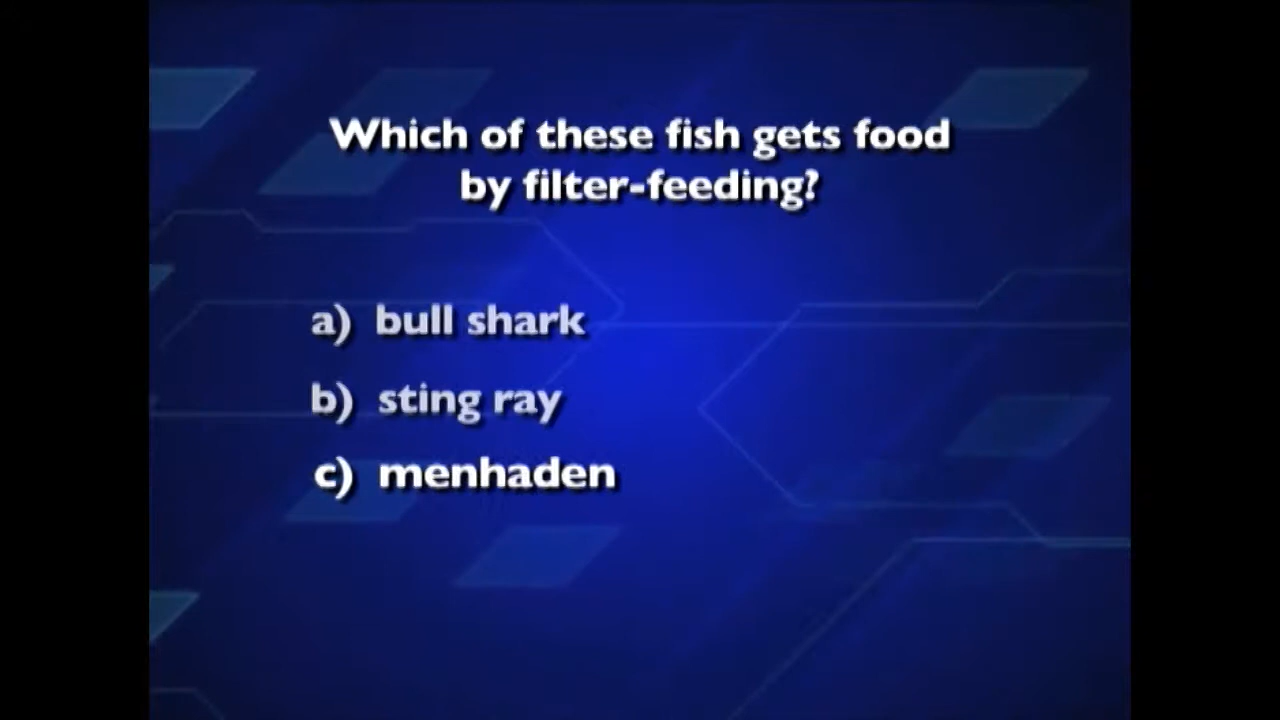 Which of these fish gets food
by filter-feeding?
a) bull shark
b) sting ray
c) menhaden